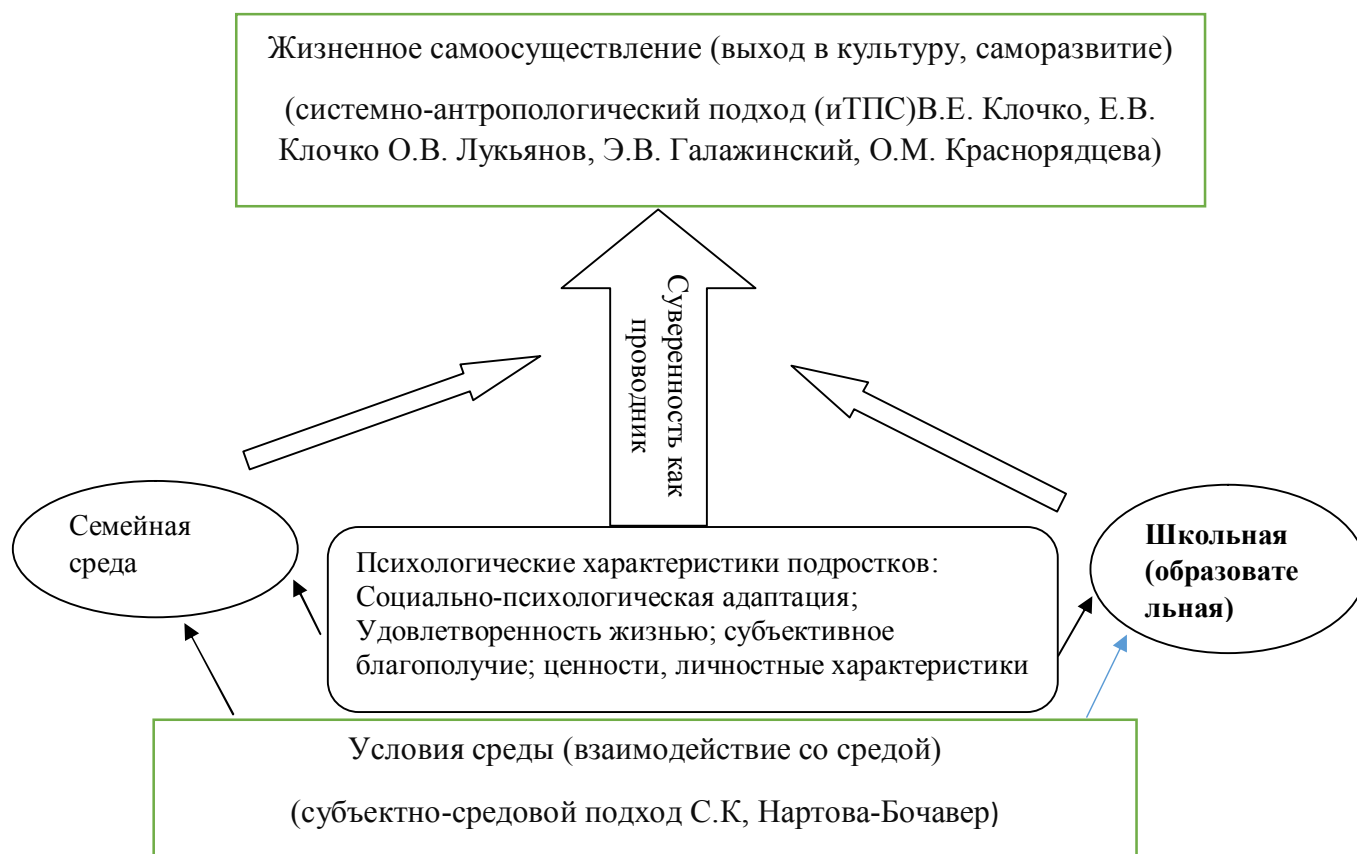 Жизненное самоосуществление (выход в культуру, саморазвитие)
(системно-антропологический подход (иТПС)В.Е. Клочко, Е.В.
Клочко О.В. Лукьянов, Э.В. Галажинский, О.М. Краснорядцева)
Суверенность как
проводник
Семейная
среда
Психологические характеристики подростков:
Социально-психологическая адаптация;
Удовлетворенность жизнью; субъективное
благополучие; ценности, личностные характеристики
Школьная
(образовате
льная)
Условия среды (взаимодействие со средой)
(субъектно-средовой подход С.К, Нартова-Бочавер)